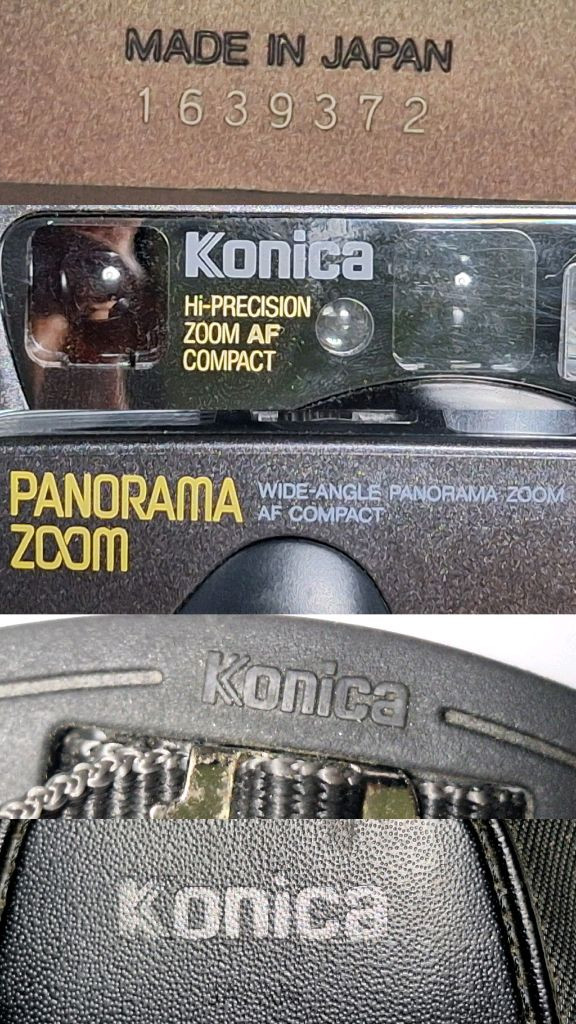 MADE IN JAPAN
1639372
Konica
Hi-PRECISION
ZOOM AF
COMPACT
PANORAMA
ZOOM
WIDE-ANGLE PANORAMA ZOOM
AF COMPACT
Konica
Konica